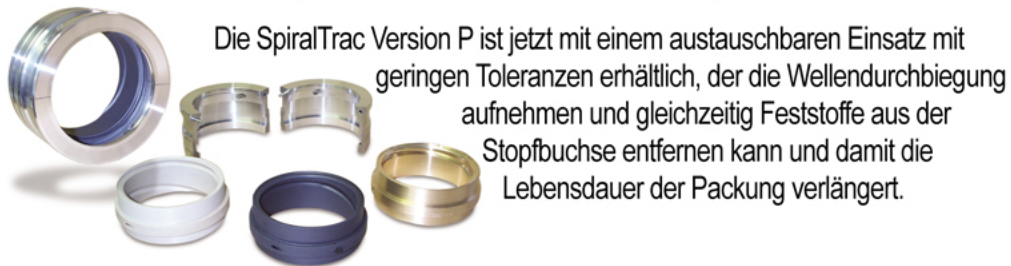 Die SpiralTrac Version P ist jetzt mit einem austauschbaren Einsatz mit
geringen Toleranzen erhältlich, der die Wellendurchbiegung
aufnehmen und gleichzeitig Feststoffe aus der
Stopfbuchse entfernen kann und damit die
Lebensdauer der Packung verlängert.